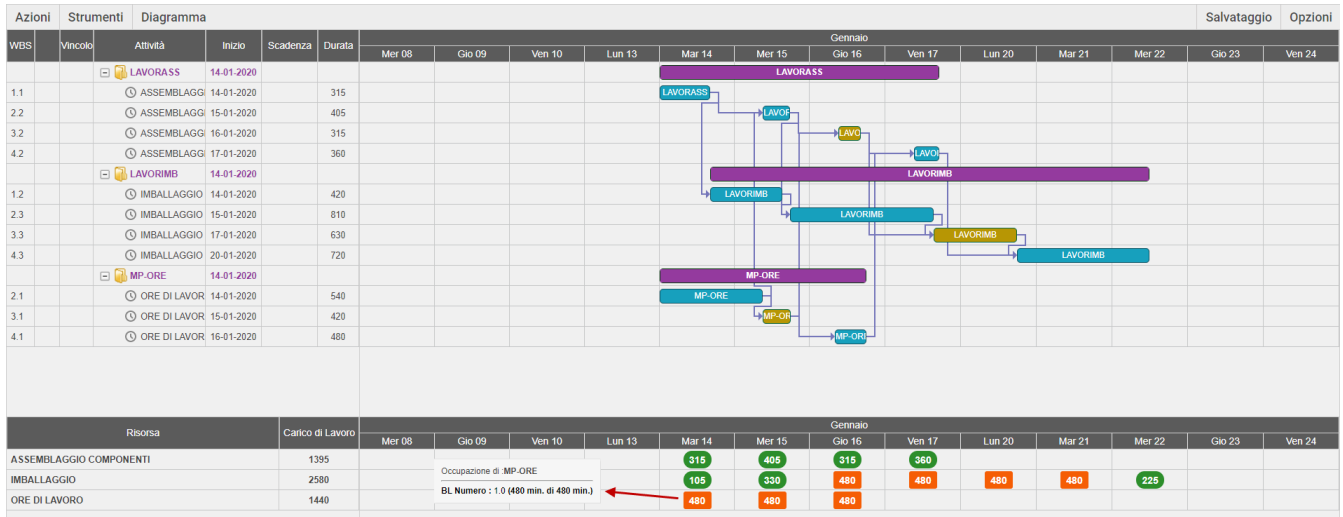 Azioni Strumenti Diagramma Salvataggio Opzioni
WBS Vincolo Attività Inizio Scadenza Durata Gennaio
Mer 08 Gio 09 Ven 10 Lun 13 Mar 14 Mer 15 Gio 16 Ven 17 Lun 20 Mar 21 Mer 22 Gio 23 Ven 24
LAVORASS 14-01-2020 LAVORASS
1.1 ASSEMBLAGGI 14-01-2020 315 LAVORASS
2.2 ASSEMBLAGGI 15-01-2020 405 LAVOR
3.2 ASSEMBLAGGI 16-01-2020 315 LAVO
4.2 ASSEMBLAGGI 17-01-2020 360 LAVOR
LAVORIMB 14-01-2020 LAVORIMB
1.2 IMBALLAGGIO 14-01-2020 420 LAVORIMB
2.3 IMBALLAGGIO 15-01-2020 810 LAVORIMB
3.3 IMBALLAGGIO 17-01-2020 630 LAVORIMB
4.3 IMBALLAGGIO 20-01-2020 720 LAVORIMB
MP-ORE 14-01-2020 MP-ORE
2.1 ORE DI LAVOR 14-01-2020 540 MP-ORE
3.1 ORE DI LAVOR 15-01-2020 420 MP-OR
4.1 ORE DI LAVOR 16-01-2020 480 MP-ORE
Risorsa Carico di Lavoro Gennaio
Mer 08 Gio 09 Ven 10 Lun 13 Mar 14 Mer 15 Gio 16 Ven 17 Lun 20 Mar 21 Mer 22 Gio 23 Ven 24
ASSEMBLAGGIO COMPONENTI 1395 315 405 315 360
Occupazione di :MP-ORE
IMBALLAGGIO 2580 105 330 480 480 480 480 225
BL Numero : 1.0 (480 min. di 480 min.)
ORE DI LAVORO 1440 480 480 480